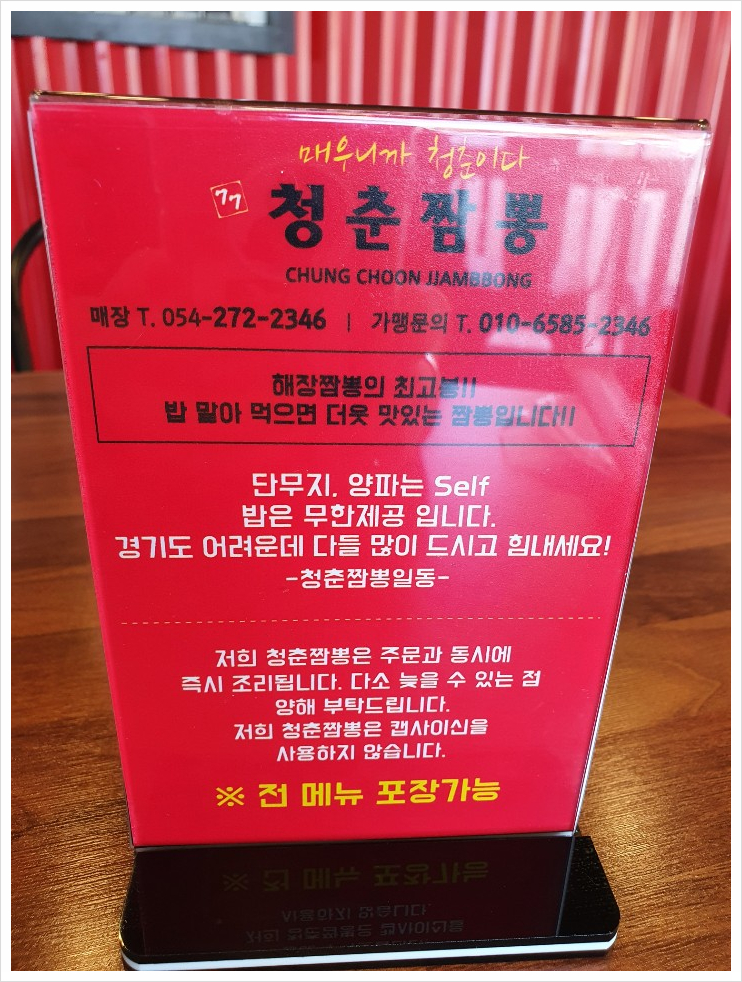 매우니까 청춘이다
77
청춘짬뽕
CHUNG CHOON JJAMBBONG
매장 T. 054-272-2346 | 가맹문의 T. 010-6585-2346
해장짬뽕의 최고봉!!
밥 말아 먹으면 더욱 맛있는 짬뽕입니다!!
단무지, 양파는 Self
밥은 무한제공 입니다.
경기도 어려운데 다들 많이 드시고 힘내세요!
-청춘짬뽕일동-
저희 청춘짬뽕은 주문과 동시에
즉시 조리됩니다. 다소 늦을 수 있는 점
양해 부탁드립니다.
저희 청춘짬뽕은 캡사이신을
사용하지 않습니다.
※ 전 메뉴 포장가능